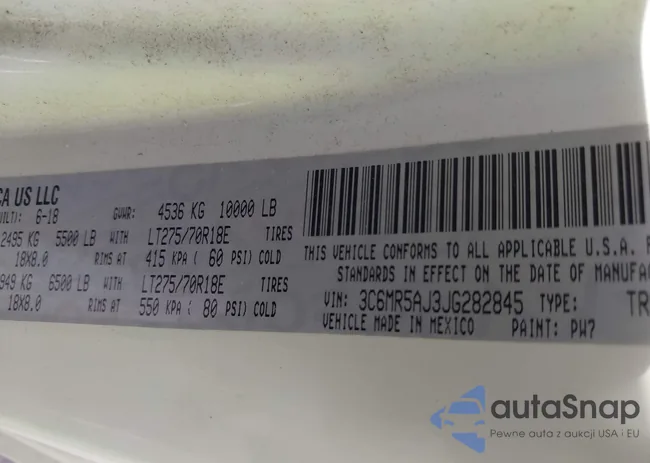 CA US LLC
6-18 GVWR: 4536 KG 10000 LB
2495 KG 5500 LB WITH LT275/70R18E TIRES
18X8.0 RIMS AT 415 KPA ( 60 PSI) COLD
6500 LB WITH LT275/70R18E TIRES
18X8.0 RIMS AT 550 KPA ( 80 PSI) COLD
THIS VEHICLE CONFORMS TO ALL APPLICABLE U.S.A. F
STANDARDS IN EFFECT ON THE DATE OF MANUFAC
VIN: 3C6MR5AJ3JG282845 TYPE: TR
VEHICLE MADE IN MEXICO PAINT: PW7
autaSnap
Pewne auta z aukcji USA i EU